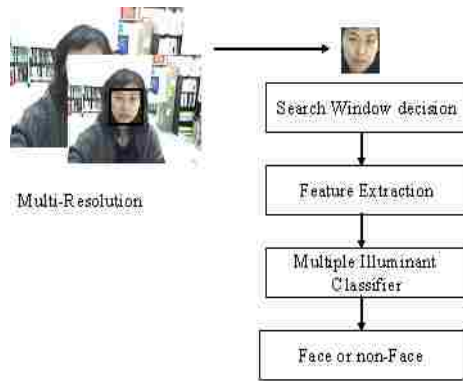 Multi-Resolution
Search Window decision
Feature Extraction
Multiple Illuminant
Classifier
Face or non-Face